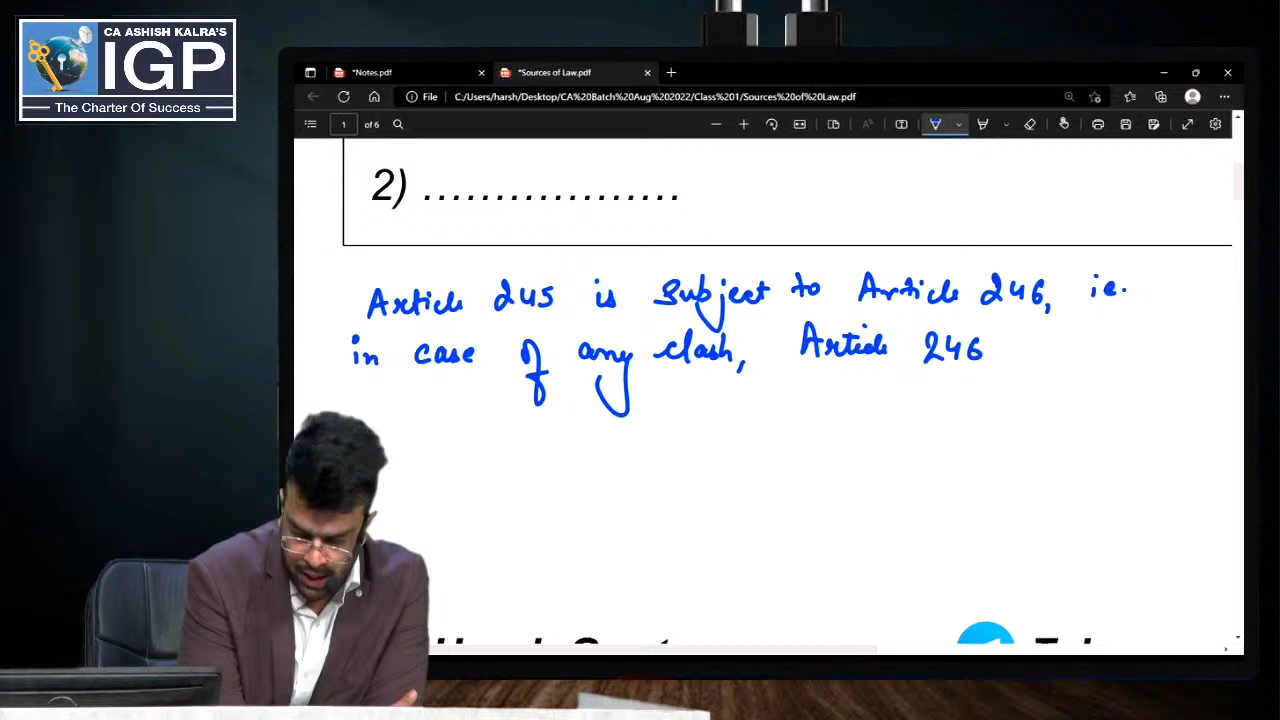 CA ASHISH KALRA'S
IGP
The Charter Of Success
*Notes.pdf
*Sources of Law.pdf
File C:/Users/harsh/Desktop/CA%20Batch%20Aug%202022/Class%201/Sources%20of%20Law.pdf
1 of 6
2) ..................
Article 245 is subject to Article 246, ie.
in case of any clash, Article 246